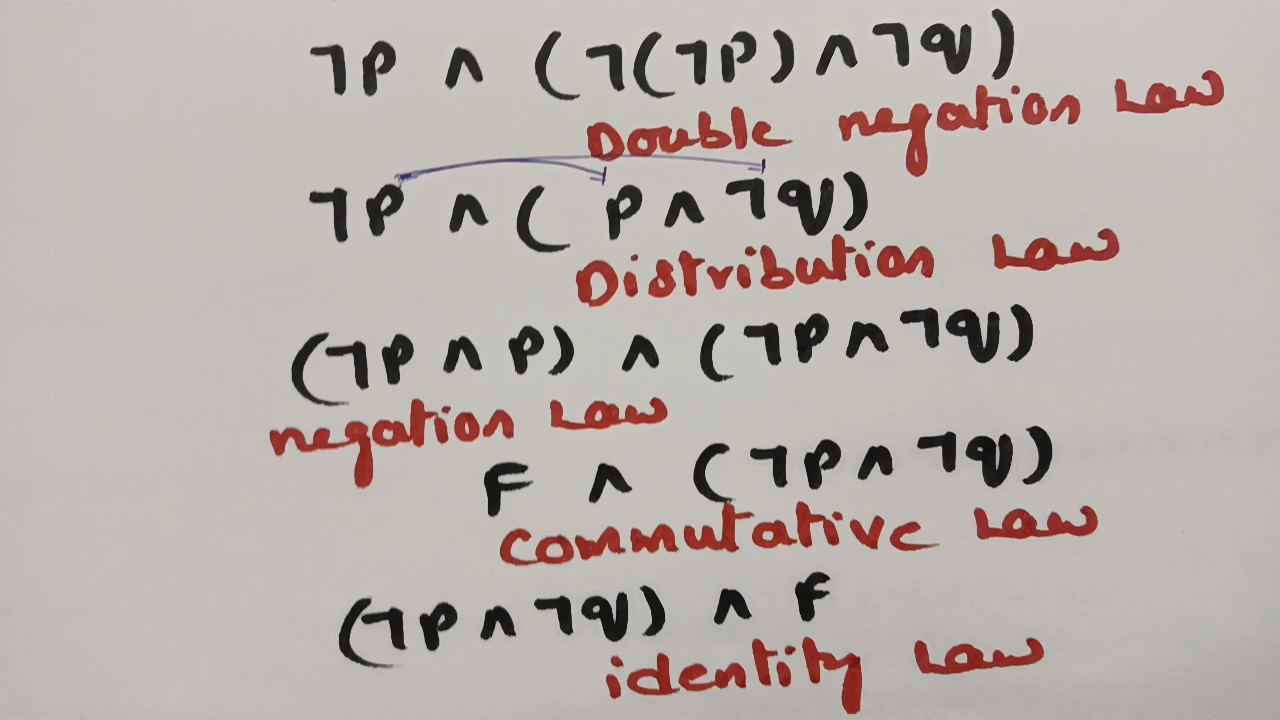 ¬p ∧ (¬(¬p) ∧ ¬q)
Double negation Law
¬p ∧ ( p ∧ ¬q)
Distribution Law
(¬p ∧ p) ∧ (¬p ∧ ¬q)
negation Law
F ∧ (¬p ∧ ¬q)
commutative Law
(¬p ∧ ¬q) ∧ F
identity Law